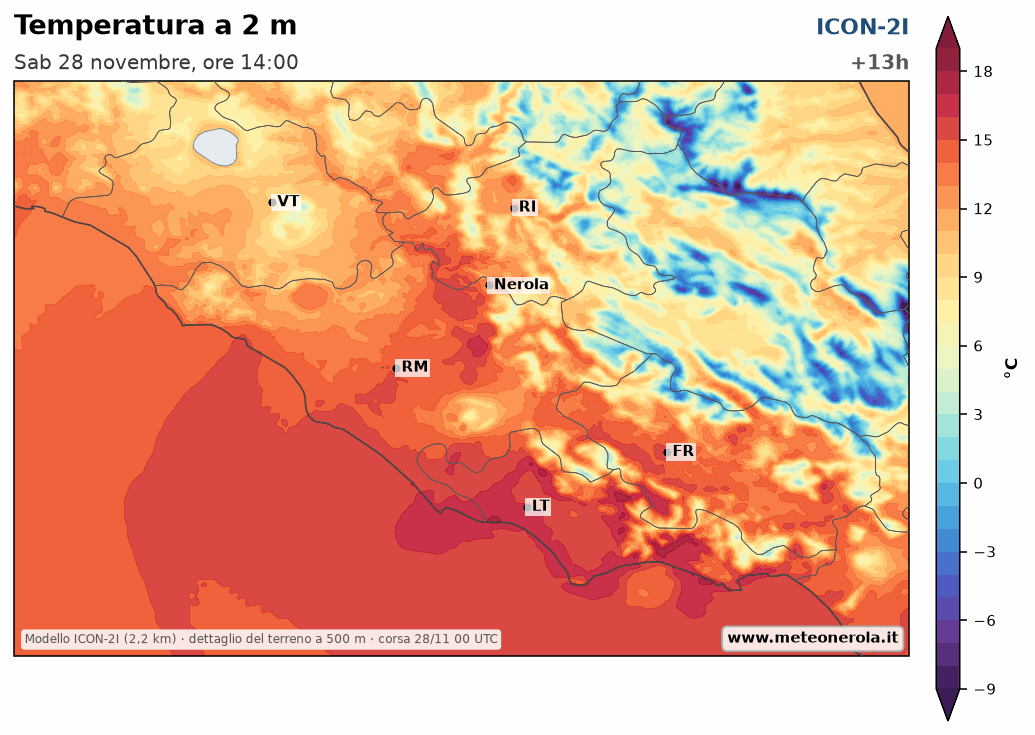 Temperatura a 2 m
ICON-2I
Sab 28 novembre, ore 14:00
+13h
VT
RI
Nerola
RM
FR
LT
Modello ICON-2I (2,2 km) · dettaglio del terreno a 500 m · corsa 28/11 00 UTC
www.meteonerola.it
18
15
12
9
6
3
0
−3
−6
−9
°C